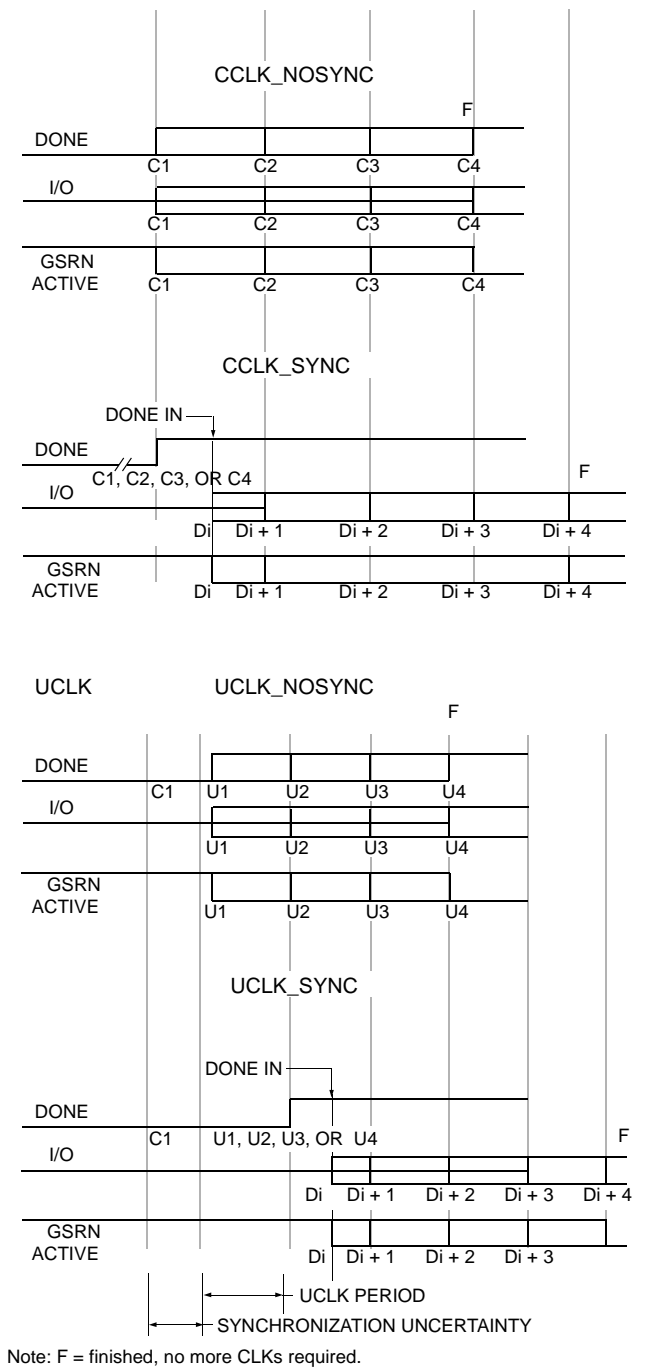 CCLK_NOSYNC
F
DONE
C1 C2 C3 C4
I/O
C1 C2 C3 C4
GSRN
ACTIVE
C1 C2 C3 C4
CCLK_SYNC
DONE IN
DONE
C1, C2, C3, OR C4
F
I/O
Di Di + 1 Di + 2 Di + 3 Di + 4
GSRN
ACTIVE
Di Di + 1 Di + 2 Di + 3 Di + 4
UCLK UCLK_NOSYNC
F
DONE
C1 U1 U2 U3 U4
I/O
U1 U2 U3 U4
GSRN
ACTIVE
U1 U2 U3 U4
UCLK_SYNC
DONE IN
DONE
C1 U1, U2, U3, OR U4
F
I/O
Di Di + 1 Di + 2 Di + 3 Di + 4
GSRN
ACTIVE
Di Di + 1 Di + 2 Di + 3
UCLK PERIOD
SYNCHRONIZATION UNCERTAINTY
Note: F = finished, no more CLKs required.